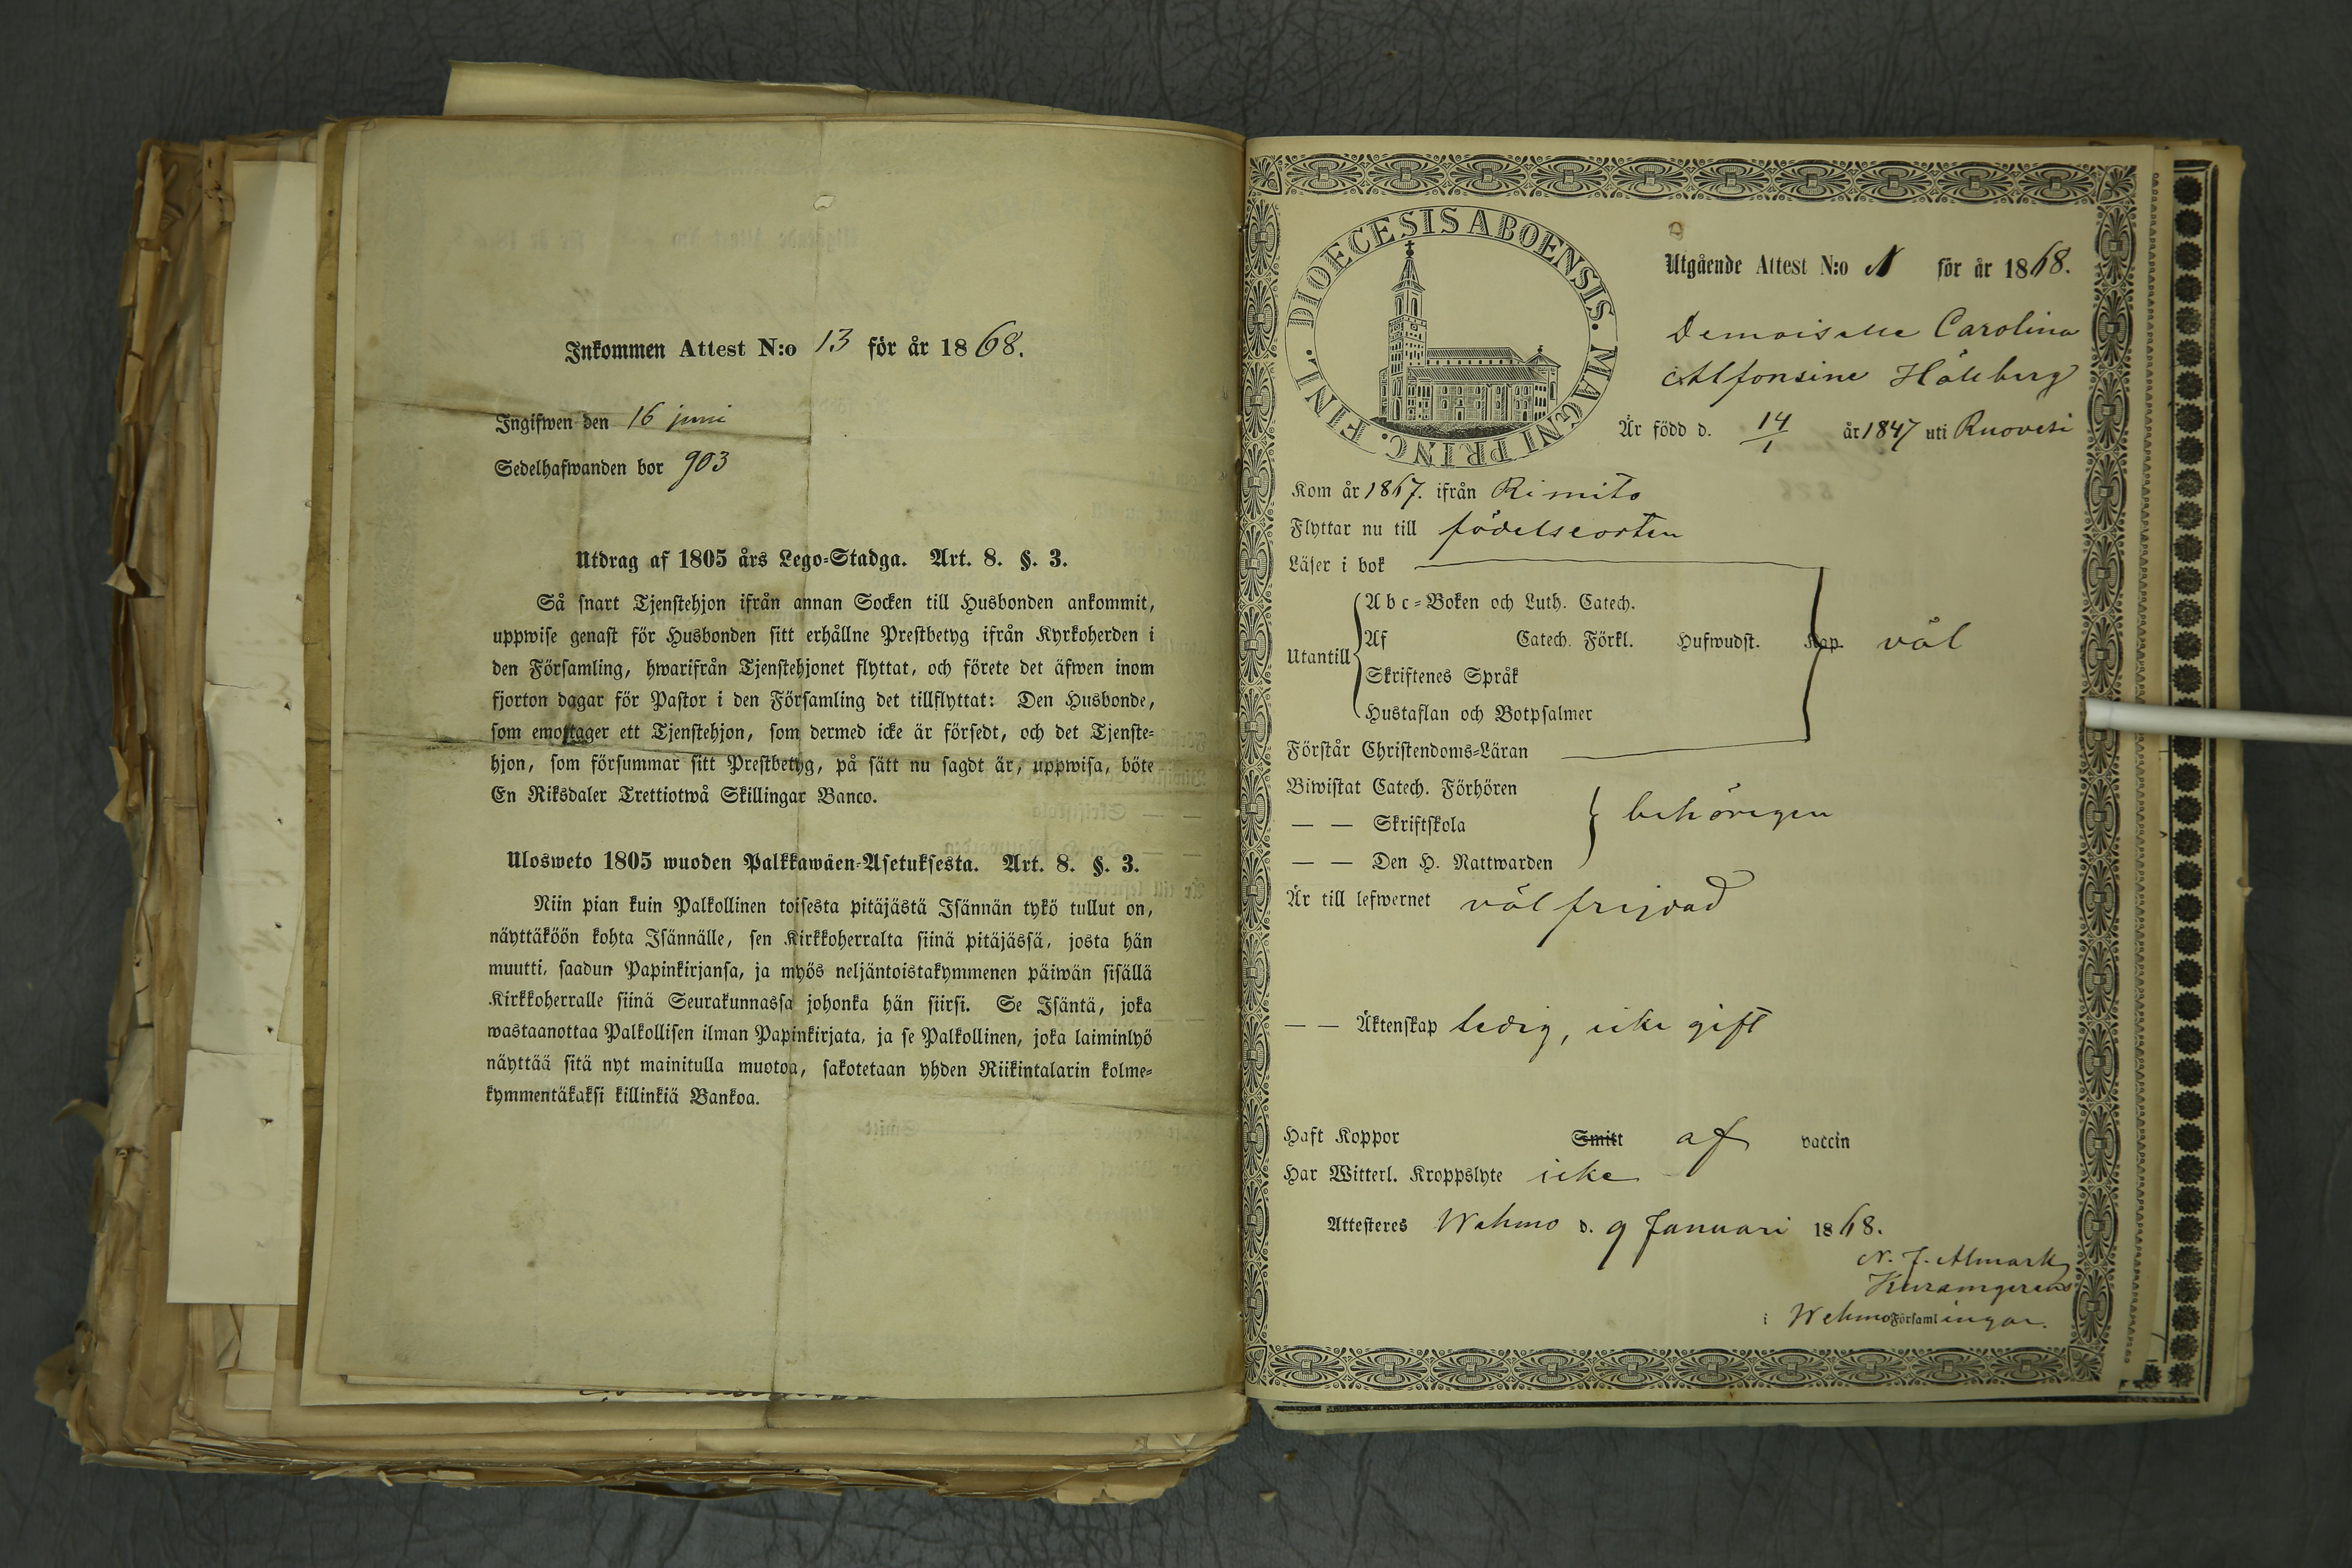 Inkommen Attest N:o 13 för år 1868.
Ingifwen den 16 juni
Sedelhafwanden bor 903
Utdrag af 1805 års Lego-Stadga. Art. 8. §. 3.
Så snart Tjenstehjon ifrån annan Socken till Husbonden ankommit,
uppwise genast för Husbonden sitt erhållne Prestbetyg ifrån Kyrkoherden i
den Församling, hwarifrån Tjenstehjonet flyttat, och förete det äfwen inom
fjorton dagar för Pastor i den Församling det tillflyttat: Den Husbonde,
som emottager ett Tjenstehjon, som dermed icke är försedt, och det Tjenste-
hjon, som försummar sitt Prestbetyg, på sätt nu sagdt är, uppwisa, böte
En Riksdaler Trettiotwå Skillingar Banco.
Ulosweto 1805 wuoden Palkkawäen-Asetuksesta. Art. 8. §. 3.
Niin pian kuin Palkollinen toisesta pitäjästä Isännän tykö tullut on,
näyttäköön kohta Isännälle, sen Kirkkoherralta siinä pitäjässä, josta hän
muutti, saadun Papinkirjansa, ja myös neljäntoistakymmenen päiwän sisällä
Kirkkoherralle siinä Seurakunnassa johonka hän siirsi. Se Isäntä, joka
wastaanottaa Palkollisen ilman Papinkirjata, ja se Palkollinen, joka laiminlyö
näyttää sitä nyt mainitulla muotoa, sakotetaan yhden Riikintalarin kolme-
kymmentäkaksi killinkiä Bankoa.
DIOECESIS ABOENSIS. MAGNI PRINC. FINL.
Utgående Attest N:o för år 1868.
Demoiselle Carolina
Alfonsine
Är född d. 14/1 år 1847 uti Ruovesi
Kom år 1867. ifrån Rimito
Flyttar nu till födelseorten
Läser i bok
Utantill
Abc-Boken och Luth. Catech.
Af Catech. Förkl. Hufwudst. Kap. väl
Skriftenes Språk
Hustaflan och Botpsalmer
Förstår Christendoms-Läran
Biwistat Catech. Förhören
— — Skriftskola behörigen
— — Den H. Nattwarden
Är till lefwernet väl frejdad
— — Äktenskap ledig, icke gift
Haft Koppor Smitt af vaccin
Har Witterl. Kroppslyte icke
Attesteres Wehmo d. 9 Januari 1868.
N. J. Almark
i Wehmo Församlingar.